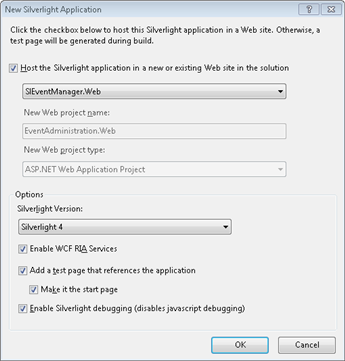 New Silverlight Application
Click the checkbox below to host this Silverlight application in a Web site. Otherwise, a
test page will be generated during build.
Host the Silverlight application in a new or existing Web site in the solution
SlEventManager.Web
New Web project name:
EventAdministration.Web
New Web project type:
ASP.NET Web Application Project
Options
Silverlight Version:
Silverlight 4
Enable WCF RIA Services
Add a test page that references the application
Make it the start page
Enable Silverlight debugging (disables javascript debugging)
OK Cancel